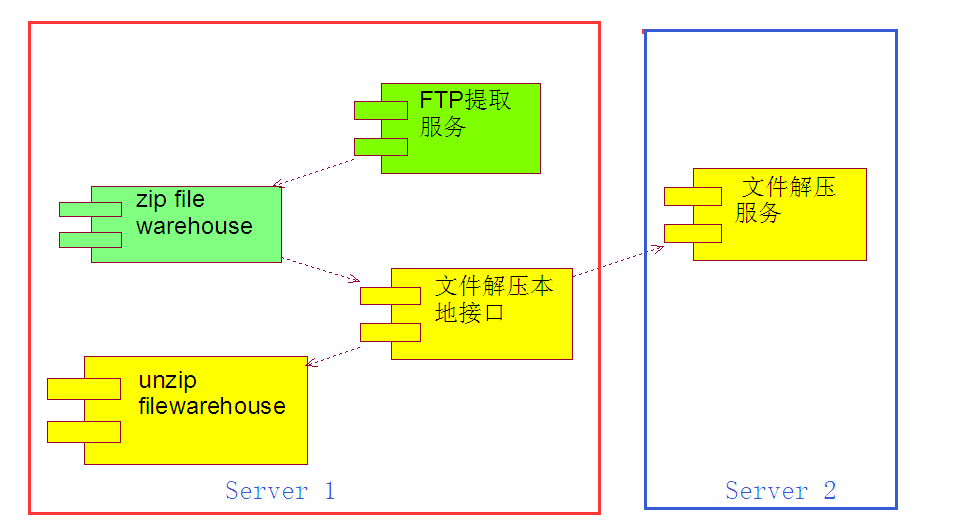 FTP提取
服务
zip file
warehouse
文件解压
服务
文件解压本
地接口
unzip
filewarehouse
Server 1
Server 2